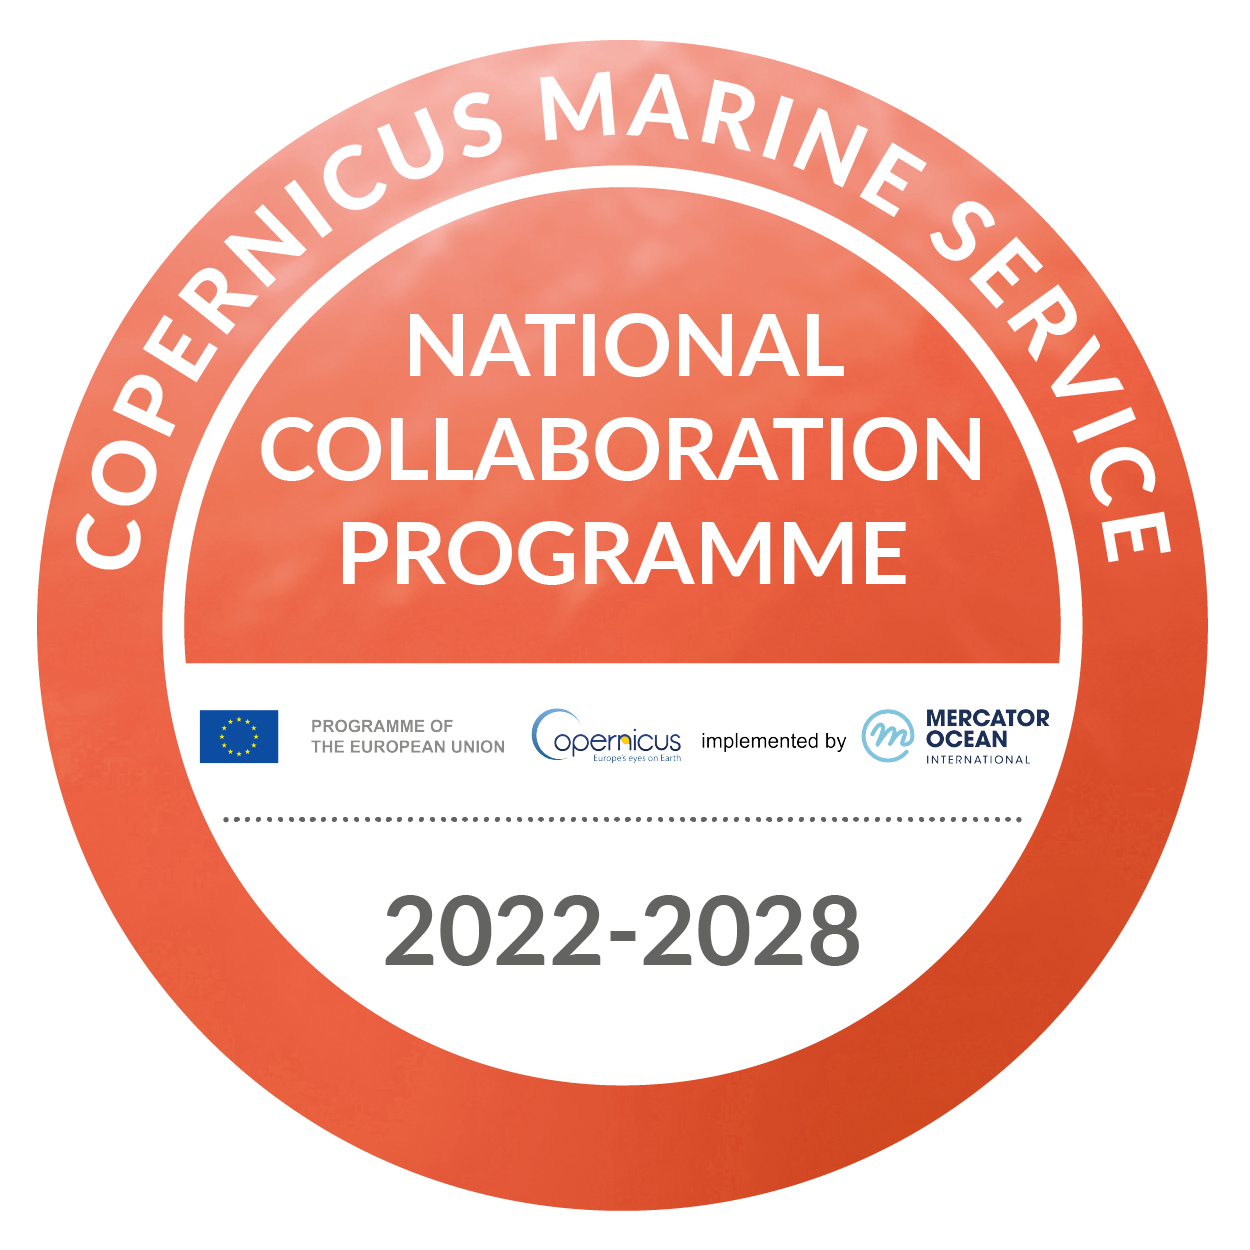 COPERNICUS MARINE SERVICE
NATIONAL
COLLABORATION
PROGRAMME
PROGRAMME OF
THE EUROPEAN UNION
Copernicus
Europe's eyes on Earth
implemented by
MERCATOR
OCEAN
INTERNATIONAL
2022-2028